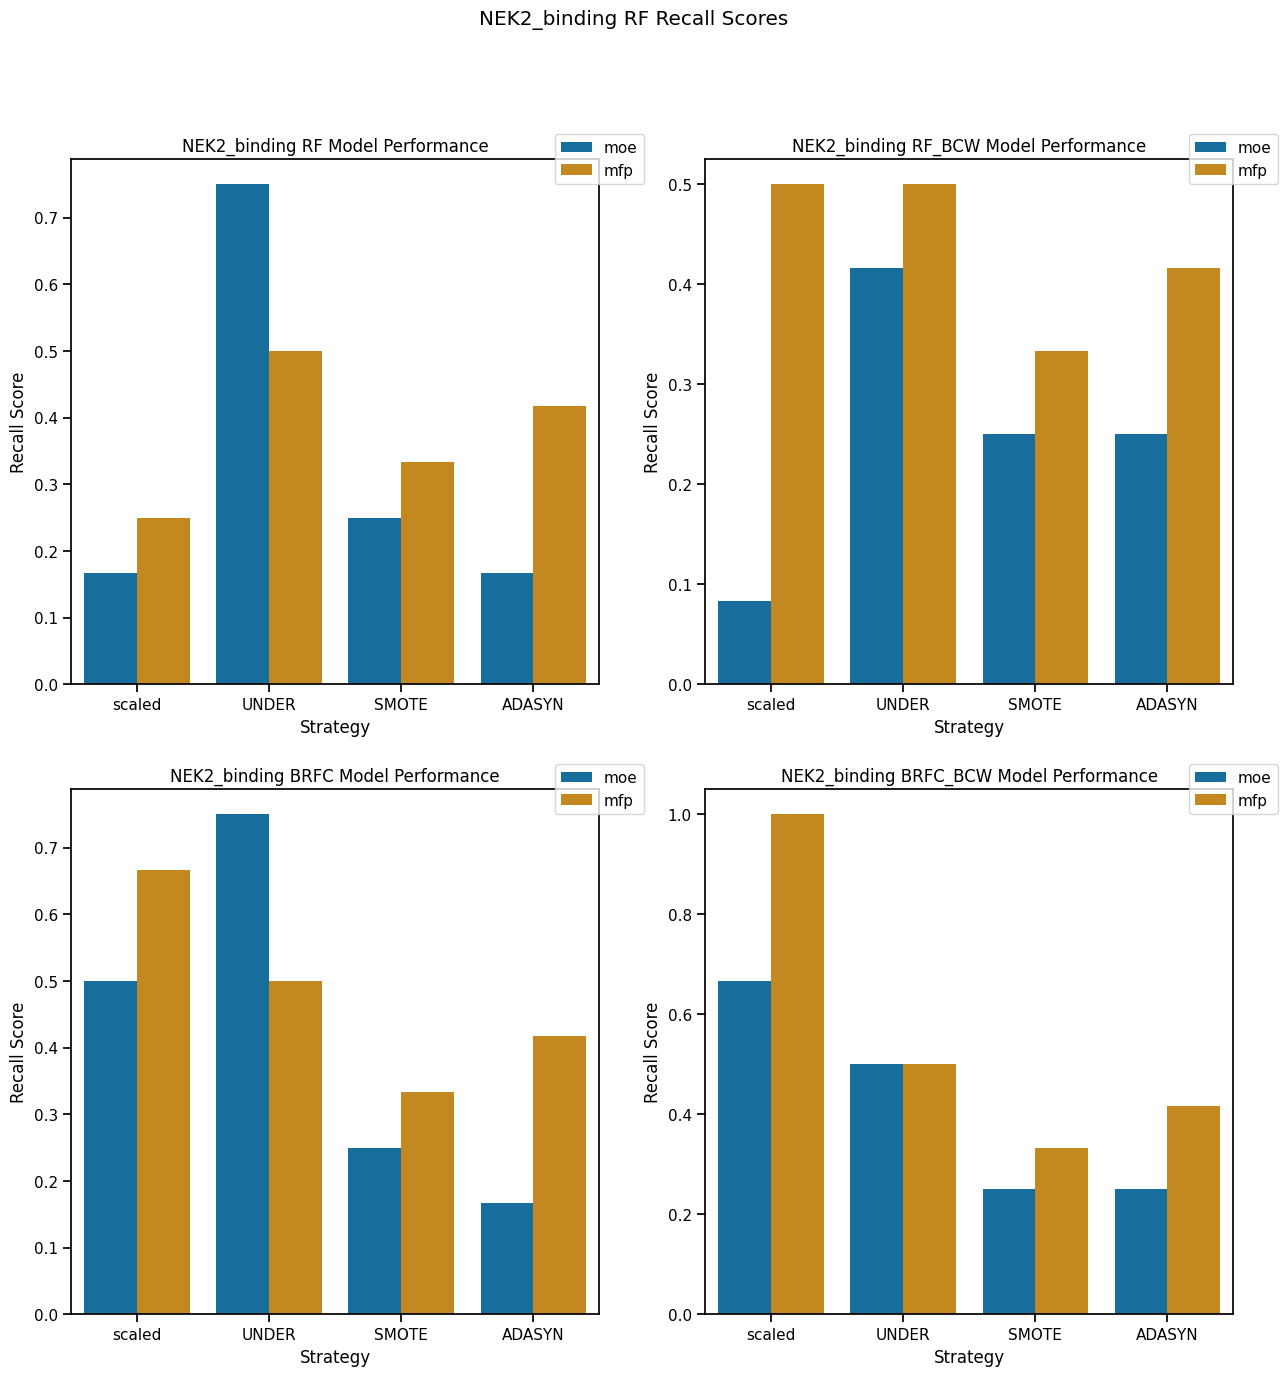 NEK2_binding RF Recall Scores
NEK2_binding RF Model Performance
moe
mfp
Recall Score
0.7
0.6
0.5
0.4
0.3
0.2
0.1
0.0
scaled UNDER SMOTE ADASYN
Strategy
NEK2_binding RF_BCW Model Performance
moe
mfp
Recall Score
0.5
0.4
0.3
0.2
0.1
0.0
scaled UNDER SMOTE ADASYN
Strategy
NEK2_binding BRFC Model Performance
moe
mfp
Recall Score
0.7
0.6
0.5
0.4
0.3
0.2
0.1
0.0
scaled UNDER SMOTE ADASYN
Strategy
NEK2_binding BRFC_BCW Model Performance
moe
mfp
Recall Score
1.0
0.8
0.6
0.4
0.2
0.0
scaled UNDER SMOTE ADASYN
Strategy